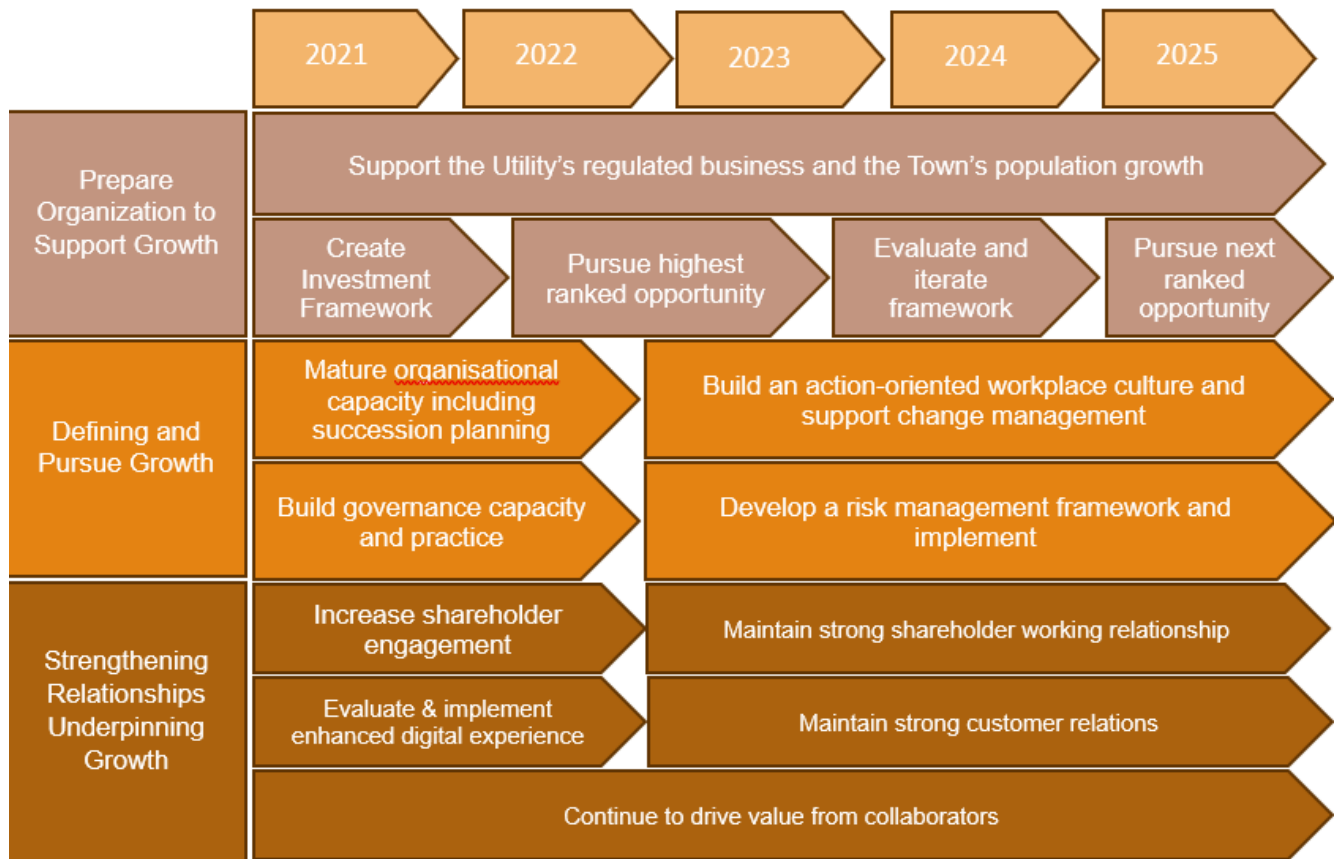 2021
2022
2023
2024
2025
Prepare
Organization to
Support Growth
Support the Utility's regulated business and the Town's population growth
Create
Investment
Framework
Pursue highest
ranked opportunity
Evaluate and
iterate
framework
Pursue next
ranked
opportunity
Defining and
Pursue Growth
Mature organisational
capacity including
succession planning
Build an action-oriented workplace culture and
support change management
Build governance capacity
and practice
Develop a risk management framework and
implement
Strengthening
Relationships
Underpinning
Growth
Increase shareholder
engagement
Maintain strong shareholder working relationship
Evaluate & implement
enhanced digital experience
Maintain strong customer relations
Continue to drive value from collaborators